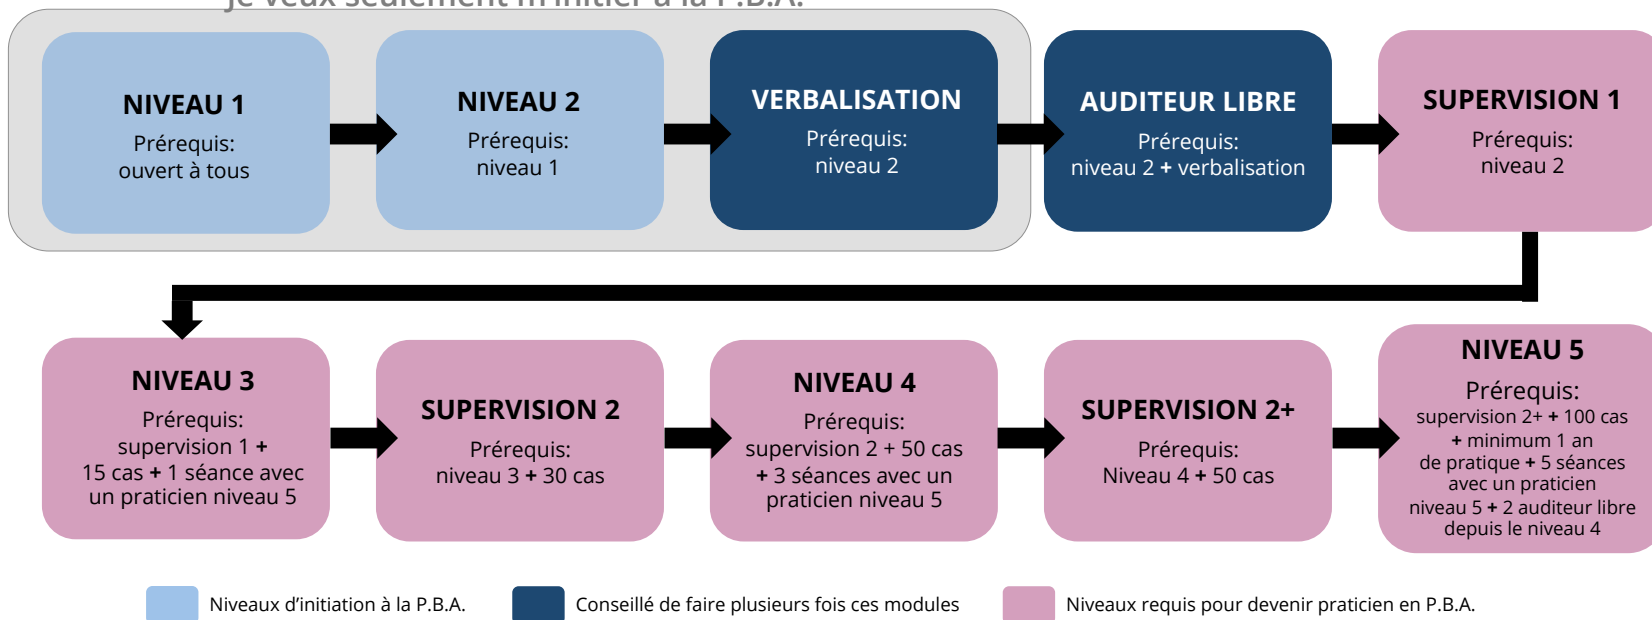 je veux seulement m'initier à la P.B.A.
NIVEAU 1
Prérequis:
ouvert à tous
NIVEAU 2
Prérequis:
niveau 1
VERBALISATION
Prérequis:
niveau 2
AUDITEUR LIBRE
Prérequis:
niveau 2 + verbalisation
SUPERVISION 1
Prérequis:
niveau 2
NIVEAU 3
Prérequis:
supervision 1 +
15 cas + 1 séance avec
un praticien niveau 5
SUPERVISION 2
Prérequis:
niveau 3 + 30 cas
NIVEAU 4
Prérequis:
supervision 2 + 50 cas
+ 3 séances avec un
praticien niveau 5
SUPERVISION 2+
Prérequis:
Niveau 4 + 50 cas
NIVEAU 5
Prérequis:
supervision 2+ + 100 cas
+ minimum 1 an
de pratique + 5 séances
avec un praticien
niveau 5 + 2 auditeur libre
depuis le niveau 4
Niveaux d'initiation à la P.B.A.
Conseillé de faire plusieurs fois ces modules
Niveaux requis pour devenir praticien en P.B.A.